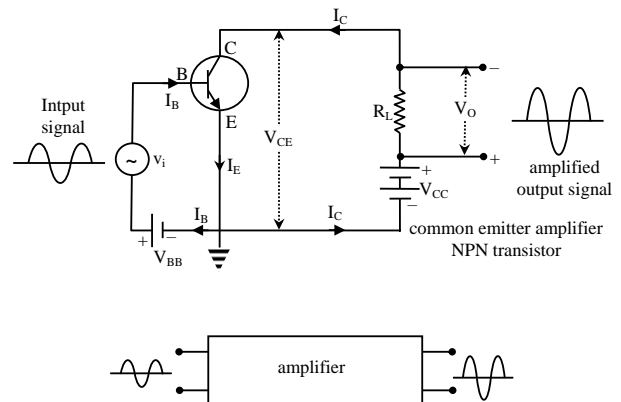 I_C
C
B
I_B
E
Intput
signal
v_i
V_CE
R_L
V_O
−
+
I_E
+
V_CC
−
amplified
output signal
I_B
I_C
+ −
V_BB
common emitter amplifier
NPN transistor
amplifier